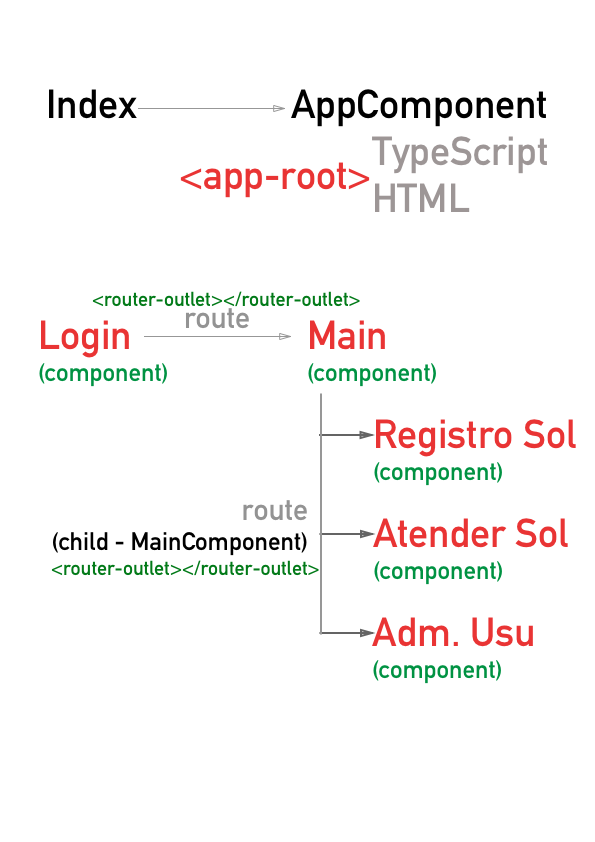 Index
AppComponent
TypeScript
<app-root>
HTML
<router-outlet></router-outlet>
route
Login
Main
(component)
(component)
Registro Sol
(component)
route
(child - MainComponent)
<router-outlet></router-outlet>
Atender Sol
(component)
Adm. Usu
(component)